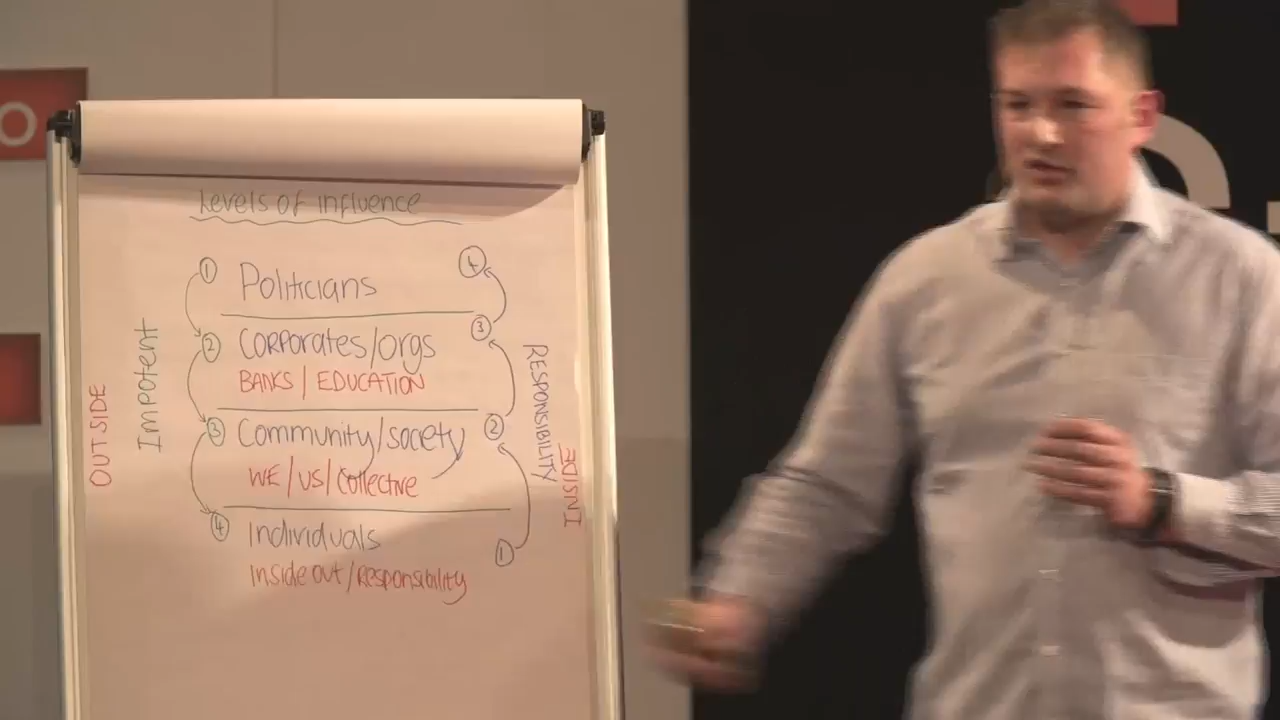 Levels of influence
① Politicians ④
② Corporates/orgs ③
BANKS / EDUCATION
③ Community/society ②
WE / US / Collective
④ Individuals ①
Inside out / Responsibility
OUTSIDE
Impotent
RESPONSIBILITY
INSIDE
O